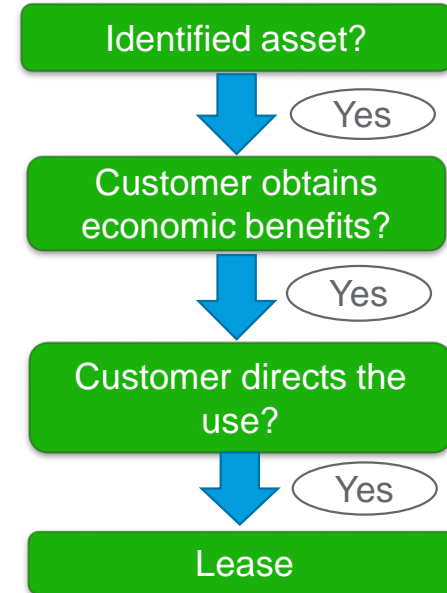 Identified asset?
Yes
Customer obtains
economic benefits?
Yes
Customer directs the
use?
Yes
Lease